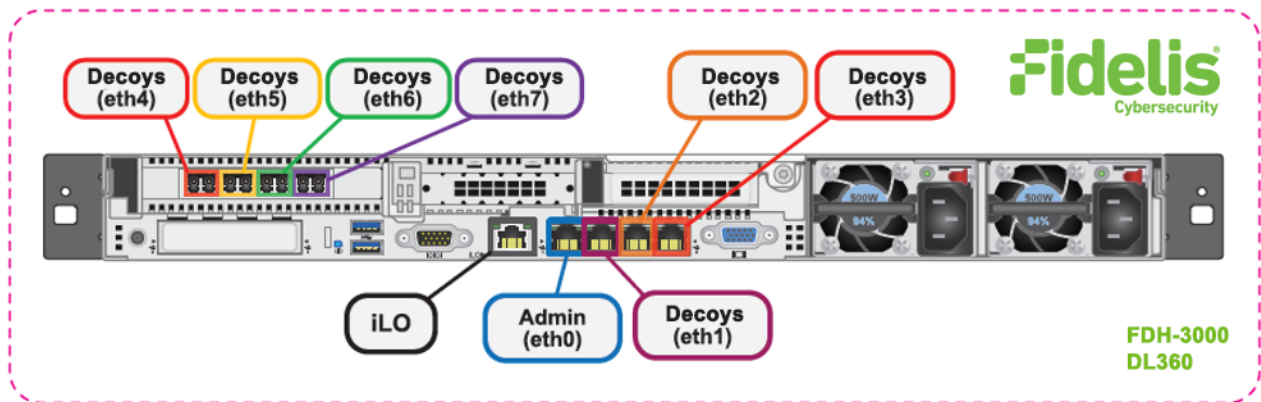 Decoys
(eth4)
Decoys
(eth5)
Decoys
(eth6)
Decoys
(eth7)
Decoys
(eth2)
Decoys
(eth3)
Fidelis
Cybersecurity
500W
94%
500W
94%
iLO
iLO
Admin
(eth0)
Decoys
(eth1)
FDH-3000
DL360